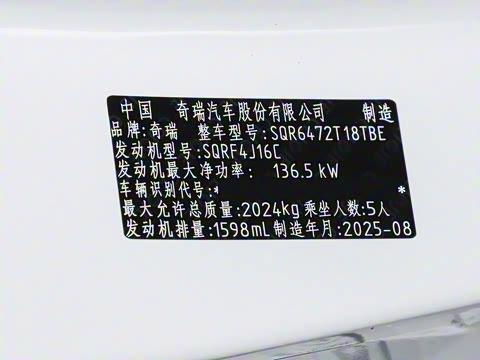 中国 奇瑞汽车股份有限公司 制造
品牌:奇瑞 整车型号:SQR6472T18TBE
发动机型号:SQRF4J16C
发动机最大净功率: 136.5 kW
车辆识别代号:* *
最大允许总质量:2024kg 乘坐人数:5人
发动机排量:1598mL 制造年月:2025-08